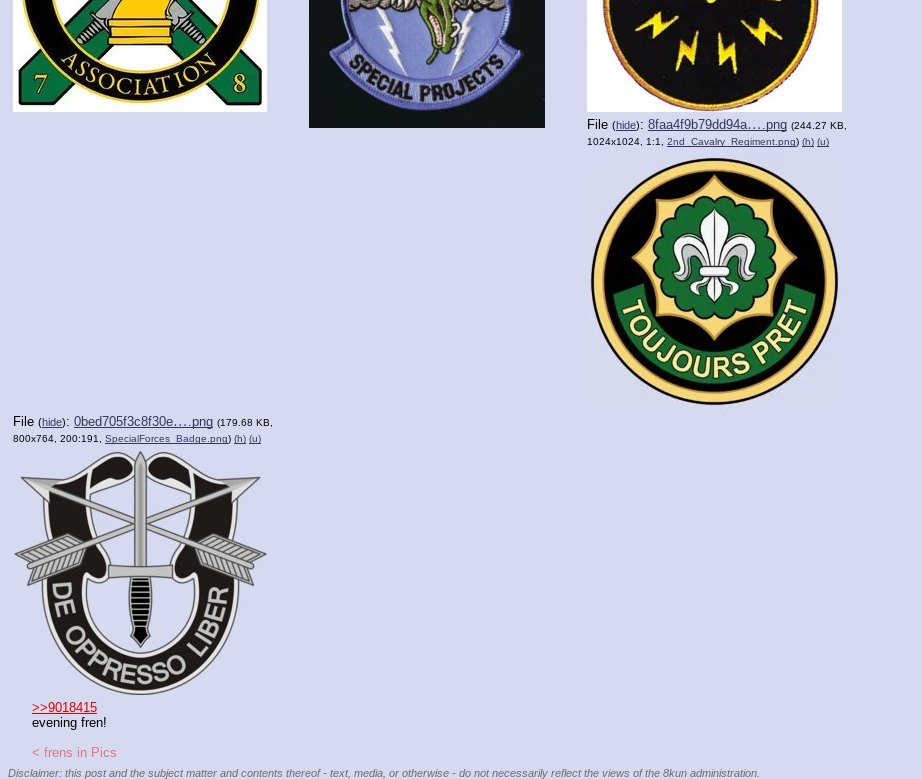 7 ASSOCIATION 8
SPECIAL PROJECTS
File (hide): 8faa4f9b79dd94a….png (244.27 KB,
1024x1024, 1:1, 2nd_Cavalry_Regiment.png) (h) (u)
TOUJOURS PRET
File (hide): 0bed705f3c8f30e….png (179.68 KB,
800x764, 200:191, SpecialForces_Badge.png) (h) (u)
DE OPPRESSO LIBER
>>9018415
evening fren!
< frens in Pics
Disclaimer: this post and the subject matter and contents thereof - text, media, or otherwise - do not necessarily reflect the views of the 8kun administration.